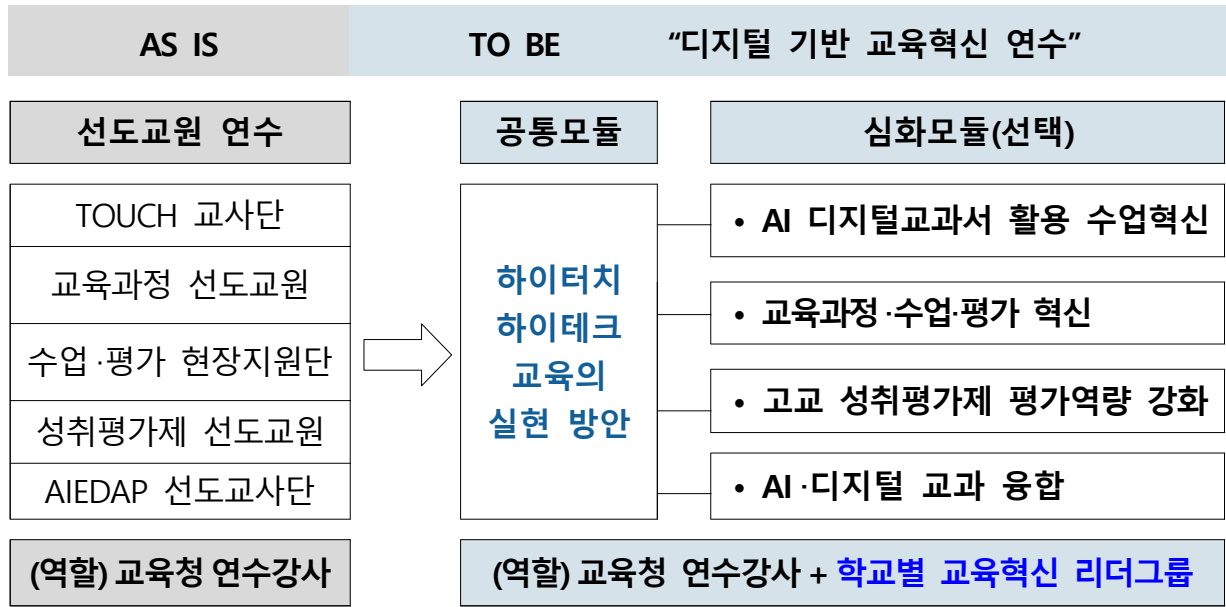 AS IS
TO BE “디지털 기반 교육혁신 연수”
선도교원 연수
공통모듈
심화모듈(선택)
TOUCH 교사단
교육과정 선도교원
수업·평가 현장지원단
성취평가제 선도교원
AIEDAP 선도교사단
하이터치
하이테크
교육의
실현 방안
• AI 디지털교과서 활용 수업혁신
• 교육과정·수업·평가 혁신
• 고교 성취평가제 평가역량 강화
• AI·디지털 교과 융합
(역할) 교육청 연수강사
(역할) 교육청 연수강사 + 학교별 교육혁신 리더그룹